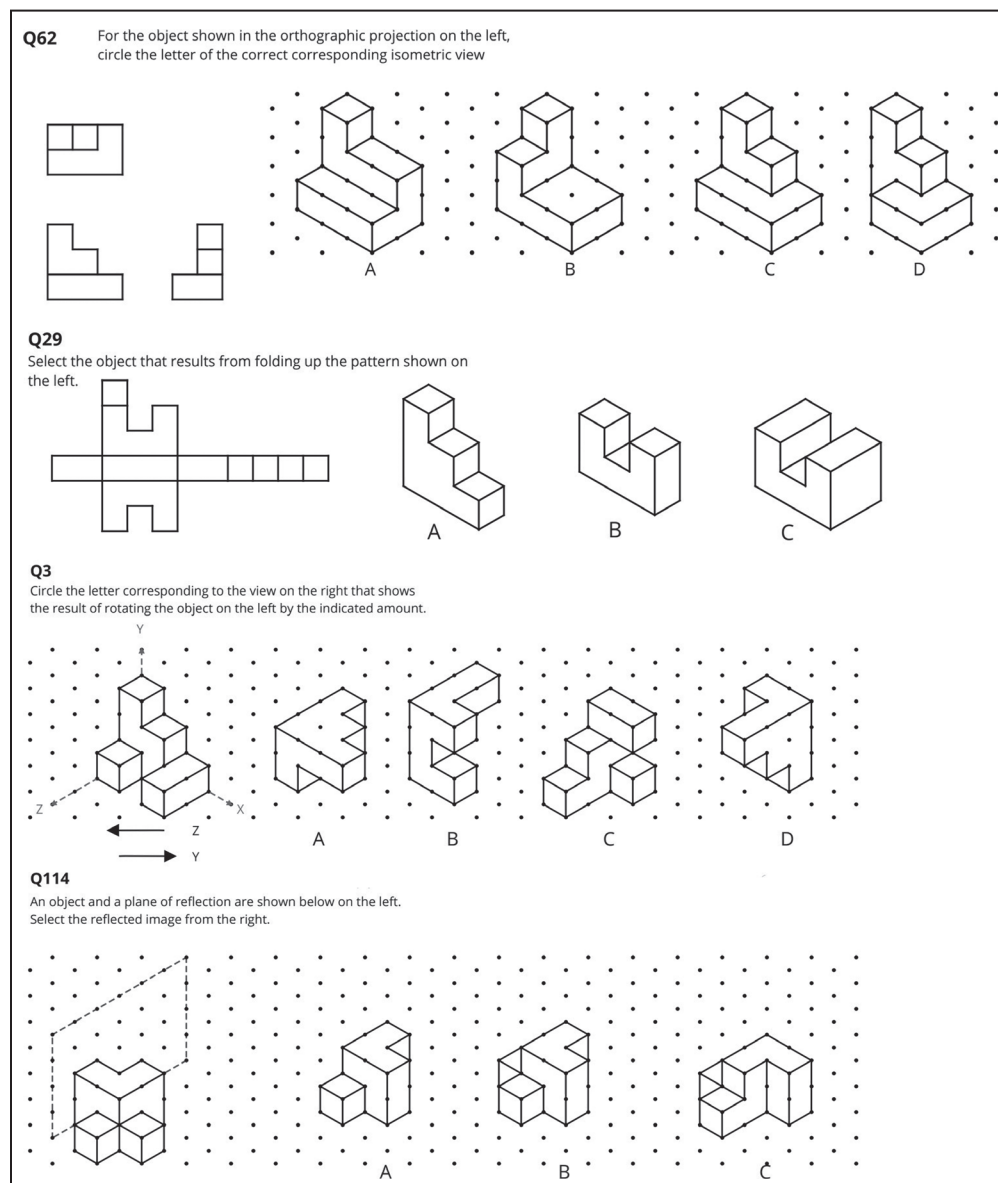 Q62
For the object shown in the orthographic projection on the left,
circle the letter of the correct corresponding isometric view
A
B
C
D
Q29
Select the object that results from folding up the pattern shown on
the left.
A
B
C
Q3
Circle the letter corresponding to the view on the right that shows
the result of rotating the object on the left by the indicated amount.
Y
Z
X
Z
Y
A
B
C
D
Q114
An object and a plane of reflection are shown below on the left.
Select the reflected image from the right.
A
B
C